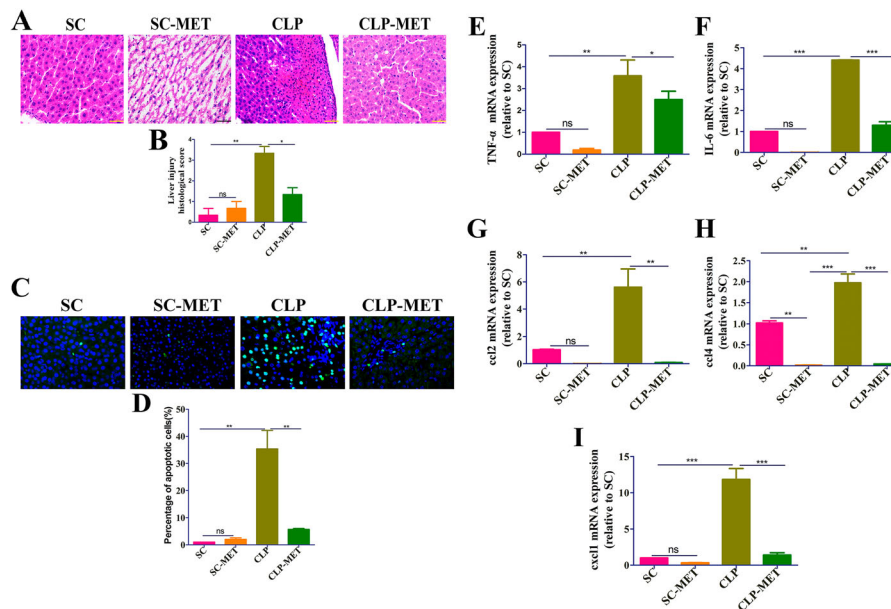 A
SC
SC-MET
CLP
CLP-MET
B
Liver injury
histological score
4
3
2
1
0
**
*
ns
SC
SC-MET
CLP
CLP-MET
C
SC
SC-MET
CLP
CLP-MET
D
Percentage of apoptotic cells(%)
50
40
30
20
10
0
**
**
ns
SC
SC-MET
CLP
CLP-MET
E
TNF-α mRNA expression
(relative to SC)
5
4
3
2
1
0
**
*
ns
SC
SC-MET
CLP
CLP-MET
F
IL-6 mRNA expression
(relative to SC)
5
4
3
2
1
0
***
***
ns
SC
SC-MET
CLP
CLP-MET
G
ccl2 mRNA expression
(relative to SC)
8
6
4
2
0
**
**
ns
SC
SC-MET
CLP
CLP-MET
H
ccl4 mRNA expression
(relative to SC)
2.5
2.0
1.5
1.0
0.5
0.0
**
***
***
**
SC
SC-MET
CLP
CLP-MET
I
cxcl1 mRNA expression
(relative to SC)
15
10
5
0
***
***
ns
SC
SC-MET
CLP
CLP-MET